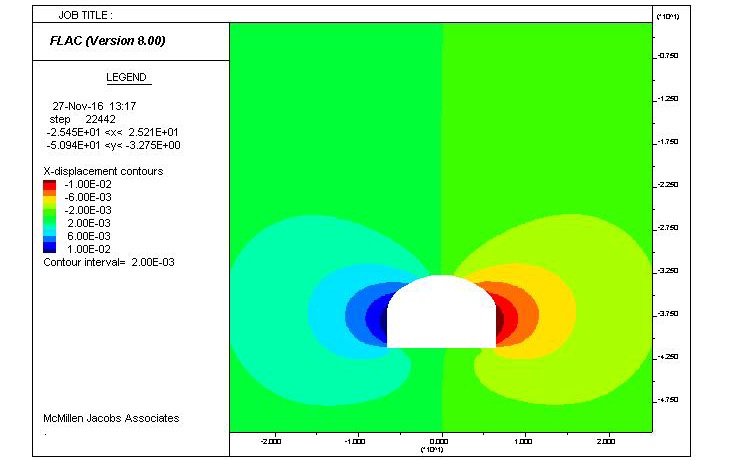 JOB TITLE :
FLAC (Version 8.00)
LEGEND
27-Nov-16 13:17
step 22442
-2.545E+01 <x< 2.521E+01
-5.094E+01 <y< -3.275E+00
X-displacement contours
-1.00E-02
-6.00E-03
-2.00E-03
2.00E-03
6.00E-03
1.00E-02
Contour interval= 2.00E-03
McMillen Jacobs Associates
.
(*10^1)
-0.750
-1.250
-1.750
-2.250
-2.750
-3.250
-3.750
-4.250
-4.750
-2.000
-1.000
0.000
1.000
2.000
(*10^1)